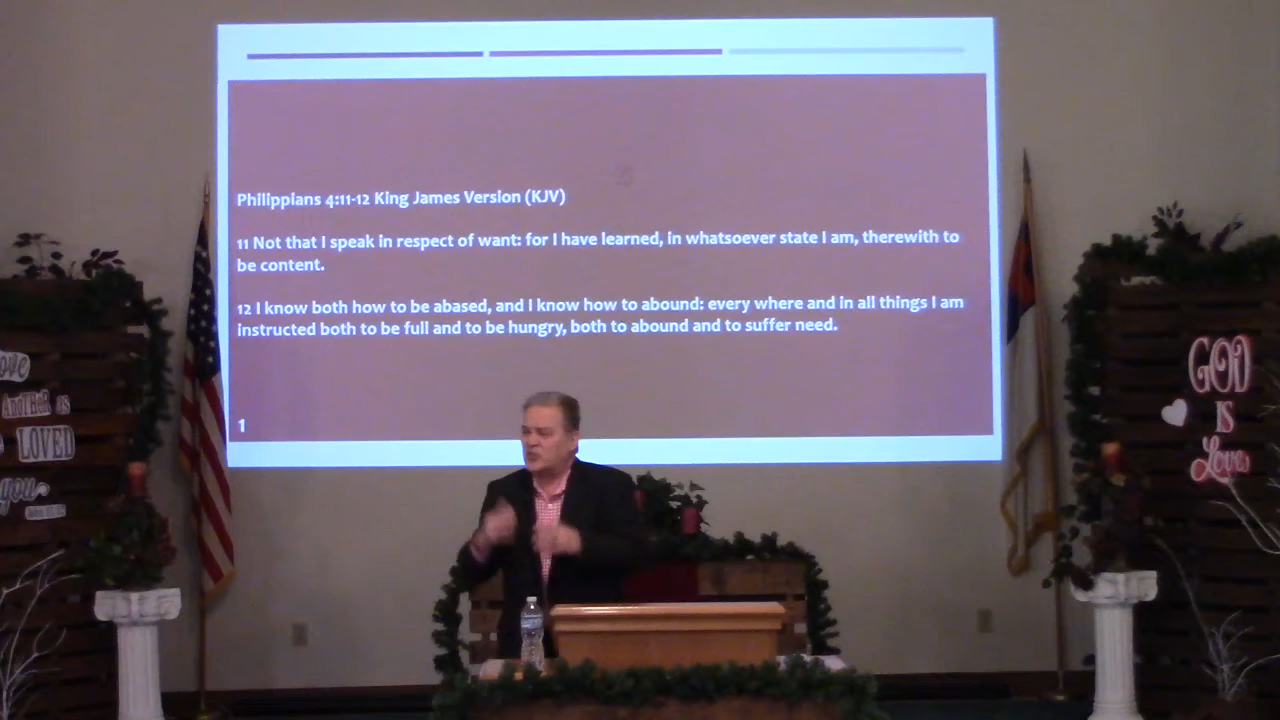 Philippians 4:11-12 King James Version (KJV)
11 Not that I speak in respect of want: for I have learned, in whatsoever state I am, therewith to
be content.
12 I know both how to be abased, and I know how to abound: every where and in all things I am
instructed both to be full and to be hungry, both to abound and to suffer need.
1
AnoTHeR as
LOVED
you
GOD
IS
Love